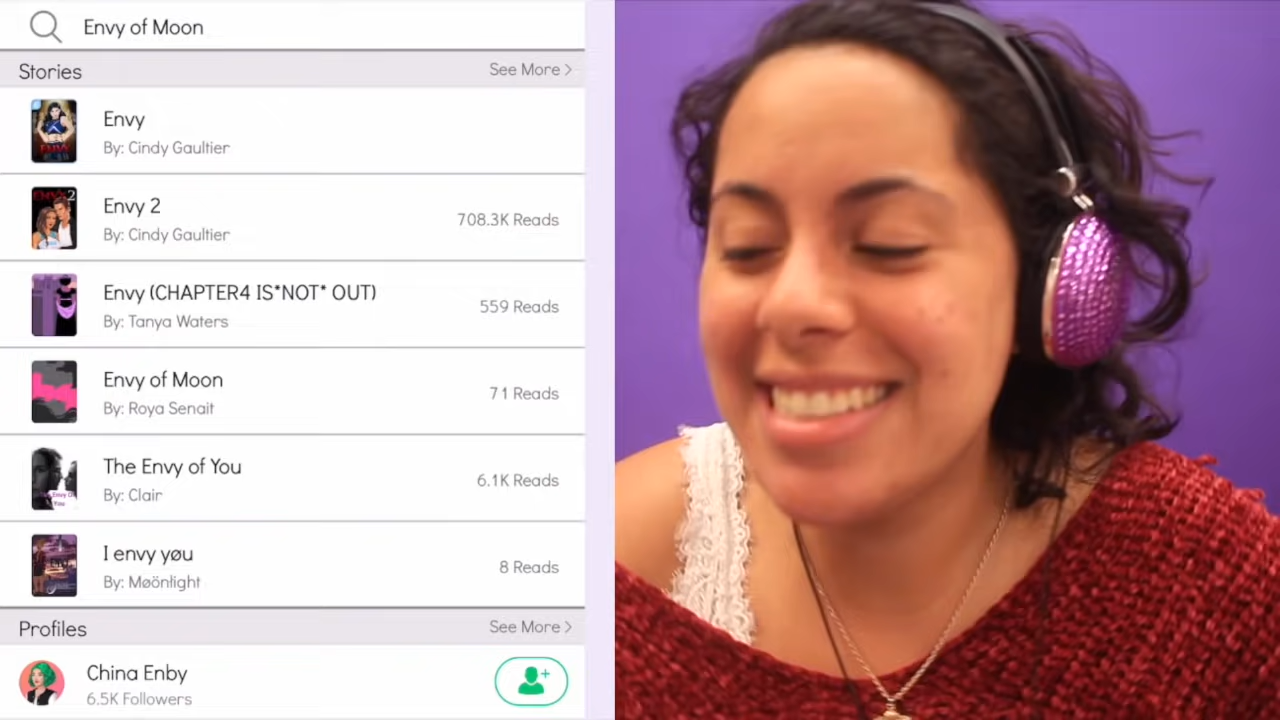 Envy of Moon
Stories
See More >
Envy
By: Cindy Gaultier
Envy 2
By: Cindy Gaultier
708.3K Reads
Envy (CHAPTER4 IS*NOT* OUT)
By: Tanya Waters
559 Reads
Envy of Moon
By: Roya Senait
71 Reads
The Envy of You
By: Clair
6.1K Reads
I envy yøu
By: Møönłight
8 Reads
Profiles
See More >
China Enby
6.5K Followers
ENVY